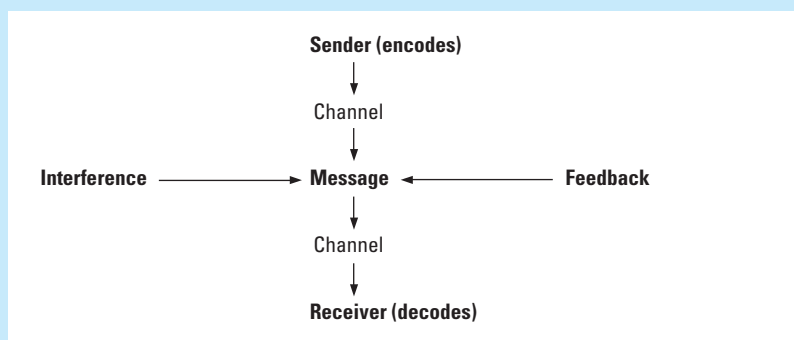 Sender (encodes)
Channel
Interference Message Feedback
Channel
Receiver (decodes)